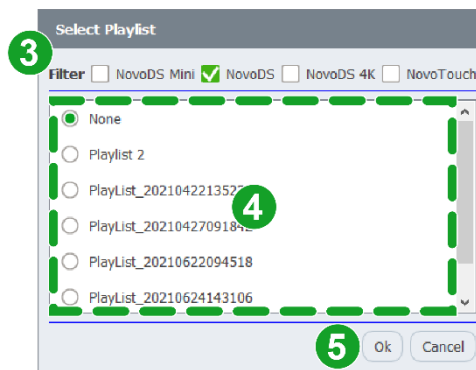 Select Playlist
3
Filter NovoDS Mini NovoDS NovoDS 4K NovoTouch
None
Playlist 2
4
PlayList_20210622094518
PlayList_20210624143106
5 Ok Cancel